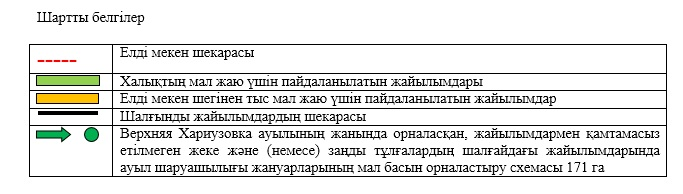 Шартты белгілер
Елді мекен шекарасы
Халықтың мал жаю үшін пайдаланылатын жайылымдары
Елді мекен шегінен тыс мал жаю үшін пайдаланылатын жайылымдар
Шалғынды жайылымдардың шекарасы
Верхняя Хариузовка ауылының жанында орналасқан, жайылымдармен қамтамасыз
етілмеген жеке және (немесе) заңды тұлғалардың шалғайдағы жайылымдарында
ауыл шаруашылығы жануарларының мал басын орналастыру схемасы 171 га